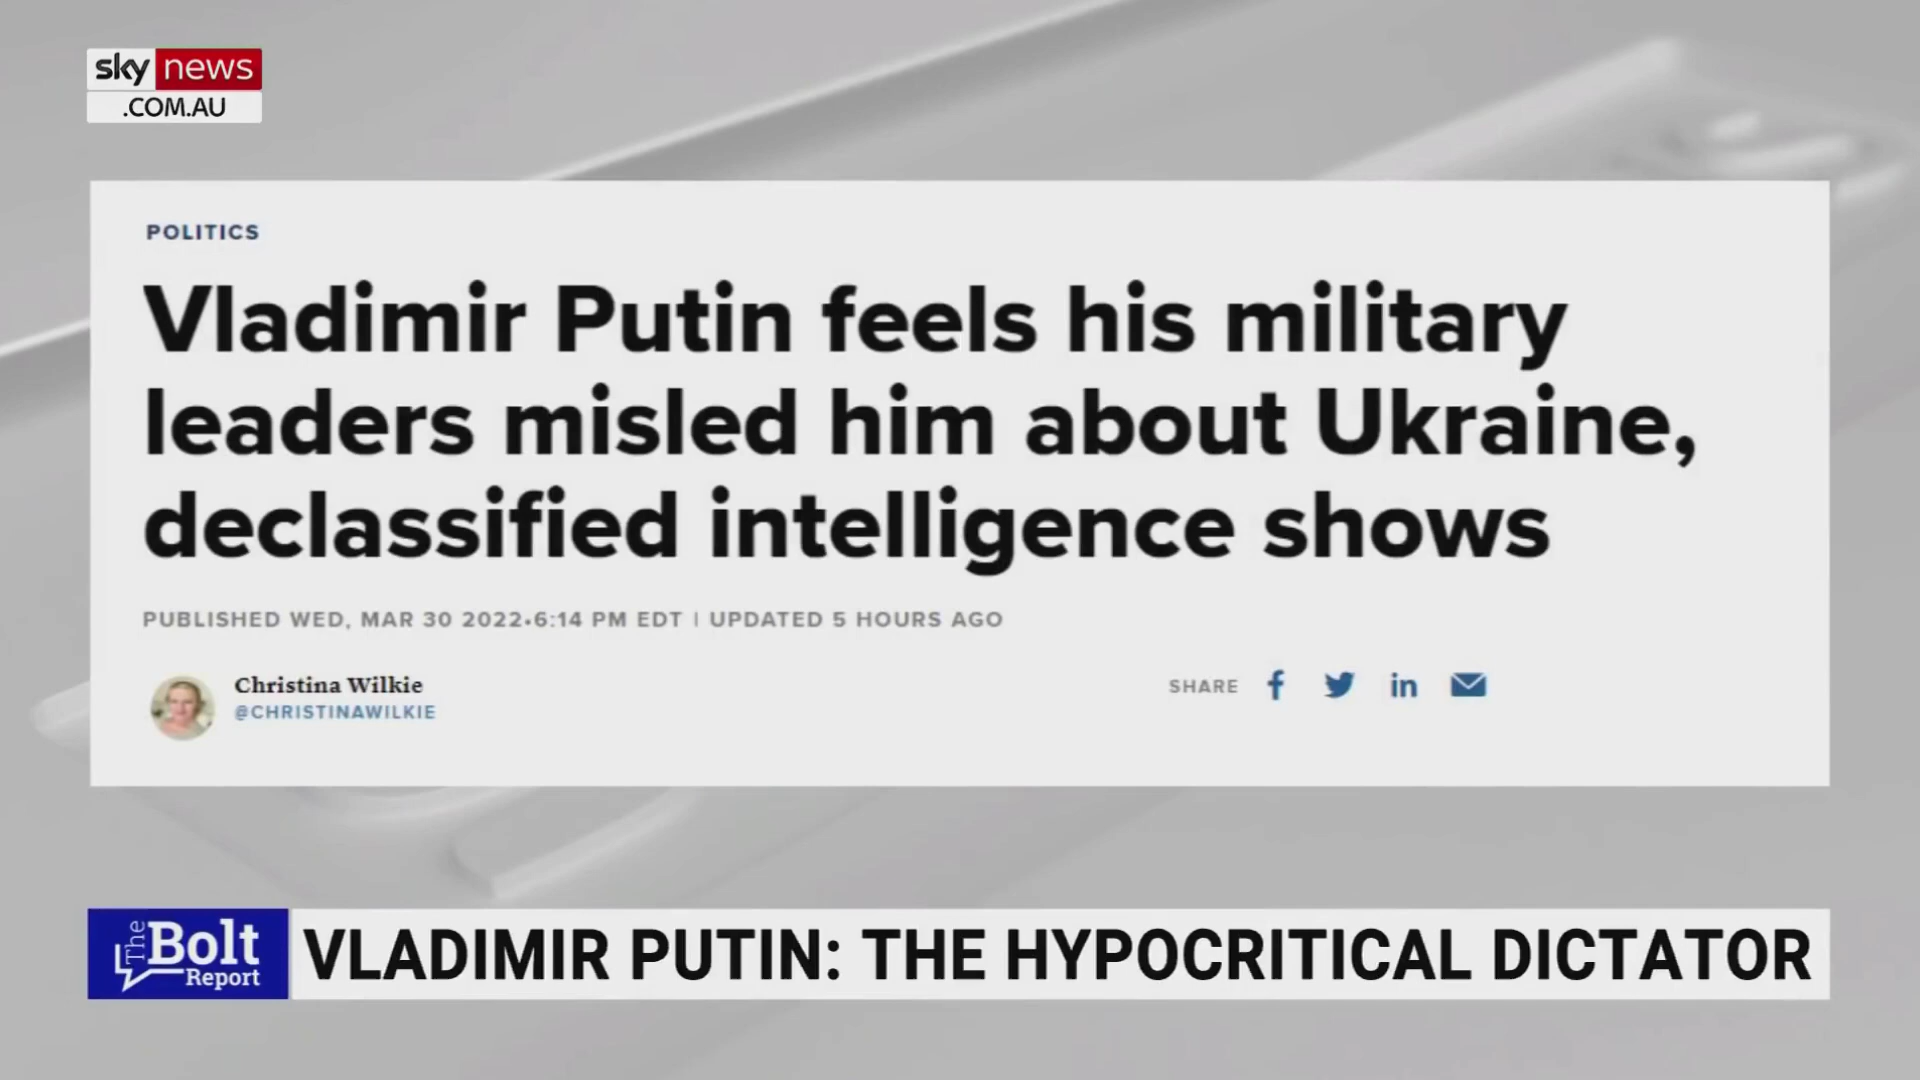 sky news
.COM.AU
POLITICS
Vladimir Putin feels his military
leaders misled him about Ukraine,
declassified intelligence shows
PUBLISHED WED, MAR 30 2022•6:14 PM EDT | UPDATED 5 HOURS AGO
Christina Wilkie
@CHRISTINAWILKIE
SHARE f in
The Bolt Report
VLADIMIR PUTIN: THE HYPOCRITICAL DICTATOR